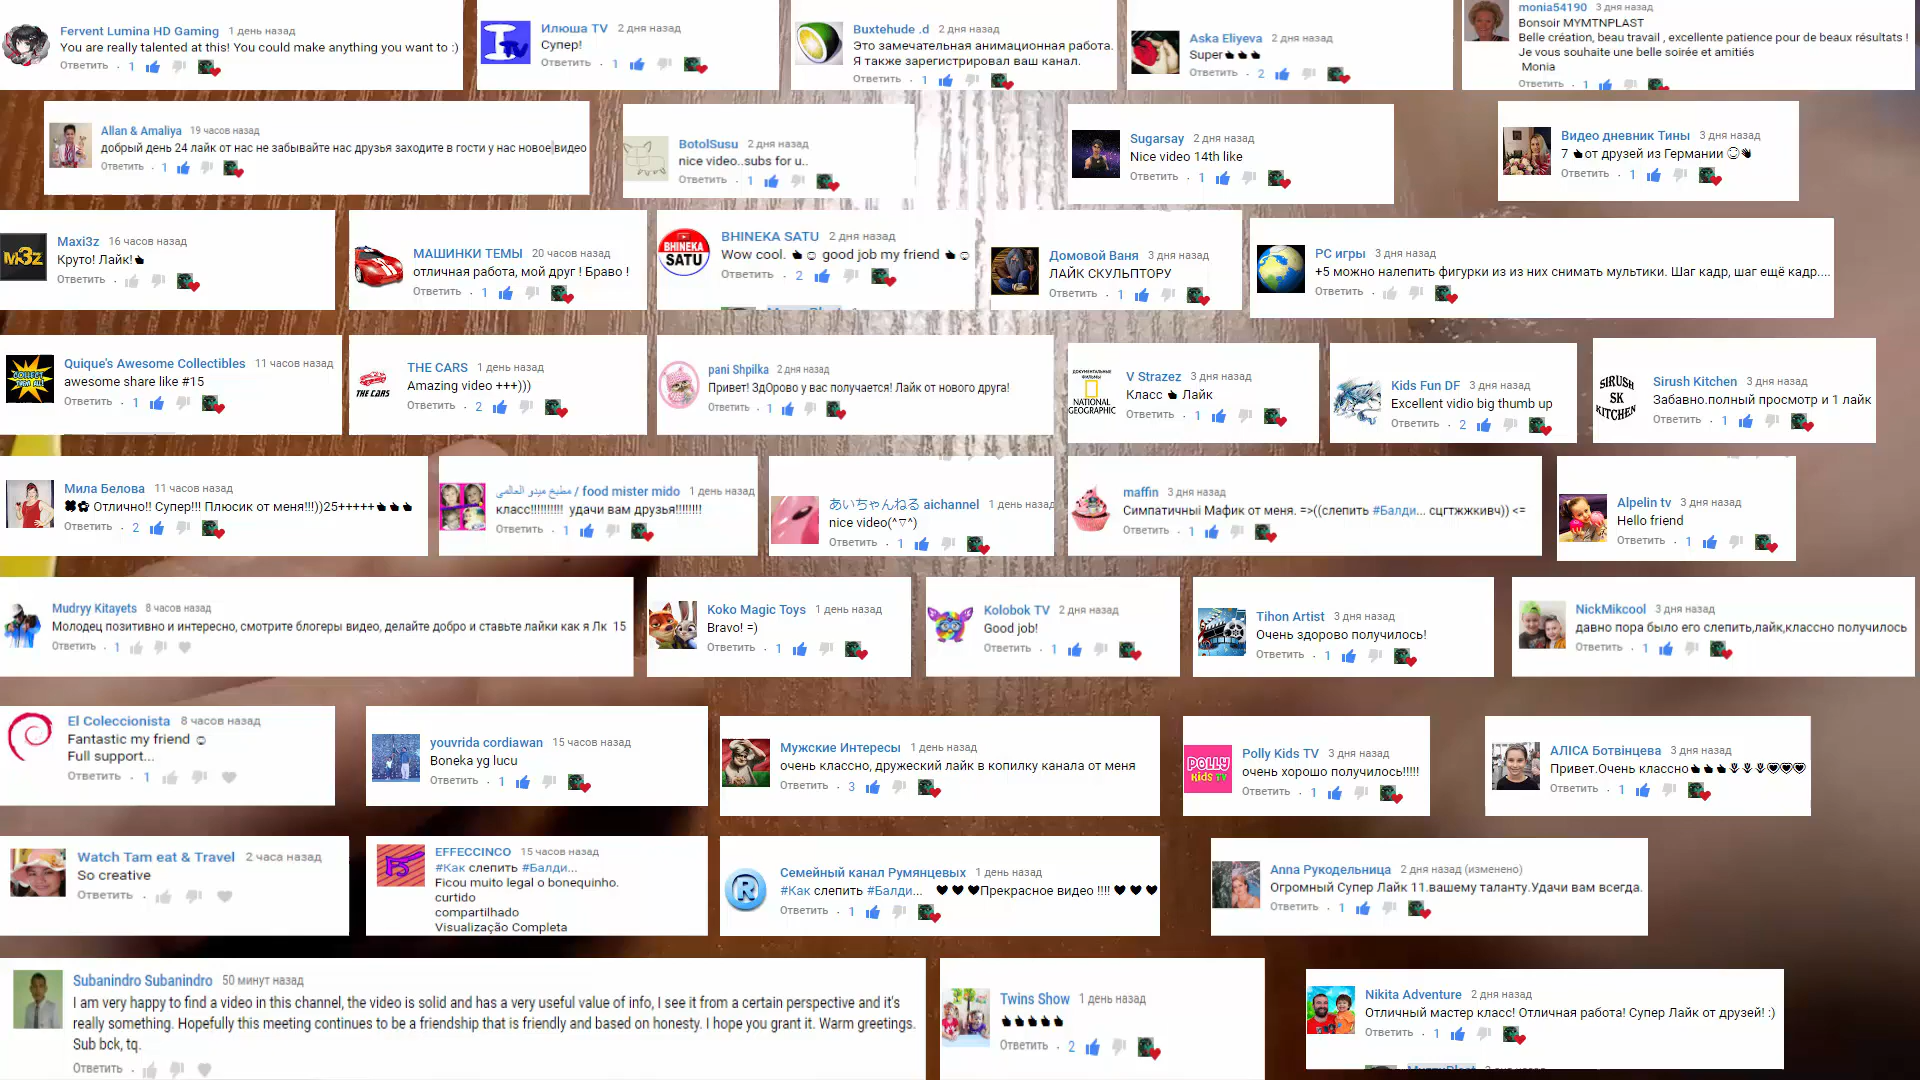 Fervent Lumina HD Gaming 1 день назад
You are really talented at this! You could make anything you want to :)
Ответить · 1
Илюша TV 2 дня назад
Супер!
Ответить · 1
Buxtehude .d 2 дня назад
Это замечательная анимационная работа.
Я также зарегистрировал ваш канал.
Ответить · 1
Aska Eliyeva 2 дня назад
Super
Ответить · 2
monia54190 3 дня назад
Bonsoir MYMTNPLAST
Belle création, beau travail , excellente patience pour de beaux résultats !
Je vous souhaite une belle soirée et amitiés
Monia
Ответить · 1
Allan & Amaliya 19 часов назад
добрый день 24 лайк от нас не забывайте нас друзья заходите в гости у нас новое видео
Ответить · 1
BotolSusu 2 дня назад
nice video..subs for u..
Ответить · 1
Sugarsay 2 дня назад
Nice video 14th like
Ответить · 1
Видео дневник Тины 3 дня назад
7 от друзей из Германии
Ответить · 1
M3Z
Maxi3z 16 часов назад
Круто! Лайк!
Ответить ·
МАШИНКИ ТЕМЫ 20 часов назад
отличная работа, мой друг ! Браво !
Ответить · 1
BHINEKA
SATU
BHINEKA SATU 2 дня назад
Wow cool. good job my friend
Ответить · 2
Домовой Ваня 3 дня назад
ЛАЙК СКУЛЬПТОРУ
Ответить · 1
PC игры 3 дня назад
+5 можно налепить фигурки из из них снимать мультики. Шаг кадр, шаг ещё кадр....
Ответить ·
COLLECT THEM ALL!
Quique's Awesome Collectibles 11 часов назад
awesome share like #15
Ответить · 1
THE CARS
THE CARS 1 день назад
Amazing video +++)))
Ответить · 2
pani Shpilka 2 дня назад
Привет! ЗдОрово у вас получается! Лайк от нового друга!
Ответить · 1
ДОКУМЕНТАЛЬНЫЕ
ФИЛЬМЫ
NATIONAL
GEOGRAPHIC
V Strazez 3 дня назад
Класс Лайк
Ответить · 1
Kids Fun DF 3 дня назад
Excellent vidio big thumb up
Ответить · 2
SIRUSH
SK
KITCHEN
Sirush Kitchen 3 дня назад
Забавно.полный просмотр и 1 лайк
Ответить · 1
Мила Белова 11 часов назад
Отлично!! Супер!!! Плюсик от меня!!!))25+++++
Ответить · 2
مطبخ ميدو العالمي / food mister mido 1 день назад
класс!!!!!!!!!! удачи вам друзья!!!!!!!!
Ответить · 1
あいちゃんねる aichannel 1 день назад
nice video(^▽^)
Ответить · 1
maffin 3 дня назад
Симпатичныі Мафик от меня. =>((слепить #Балди... сцгтжжкивч)) <=
Ответить · 1
Alpelin tv 3 дня назад
Hello friend
Ответить · 1
Mudryy Kitayets 8 часов назад
Молодец позитивно и интересно, смотрите блогеры видео, делайте добро и ставьте лайки как я Лк 15
Ответить · 1
Koko Magic Toys 1 день назад
Bravo! =)
Ответить · 1
Kolobok TV 2 дня назад
Good job!
Ответить · 1
Tihon Artist 3 дня назад
Очень здорово получилось!
Ответить · 1
NickMikcool 3 дня назад
давно пора было его слепить,лайк,классно получилось
Ответить · 1
El Coleccionista 8 часов назад
Fantastic my friend
Full support...
Ответить · 1
youvrida cordiawan 15 часов назад
Boneka yg lucu
Ответить · 1
Мужские Интересы 1 день назад
очень классно, дружеский лайк в копилку канала от меня
Ответить · 3
POLLY
Kids TV
Polly Kids TV 3 дня назад
очень хорошо получилось!!!!!
Ответить · 1
АЛІСА Ботвінцева 3 дня назад
Привет.Очень классно
Ответить · 1
Watch Tam eat & Travel 2 часа назад
So creative
Ответить ·
EFFECCINCO 15 часов назад
#Как слепить #Балди...
Ficou muito legal o bonequinho.
curtido
compartilhado
Visualização Completa
R
Семейный канал Румянцевых 1 день назад
#Как слепить #Балди... ♥ ♥ ♥Прекрасное видео !!!! ♥ ♥ ♥
Ответить · 1
Anna Рукодельница 2 дня назад (изменено)
Огромный Супер Лайк 11.вашему таланту.Удачи вам всегда.
Ответить · 1
Subanindro Subanindro 50 минут назад
I am very happy to find a video in this channel, the video is solid and has a very useful value of info, I see it from a certain perspective and it's
really something. Hopefully this meeting continues to be a friendship that is friendly and based on honesty. I hope you grant it. Warm greetings.
Sub bck, tq.
Ответить ·
Twins Show 1 день назад
Ответить · 2
Nikita Adventure 2 дня назад
Отличный мастер класс! Отличная работа! Супер Лайк от друзей! :)
Ответить · 1